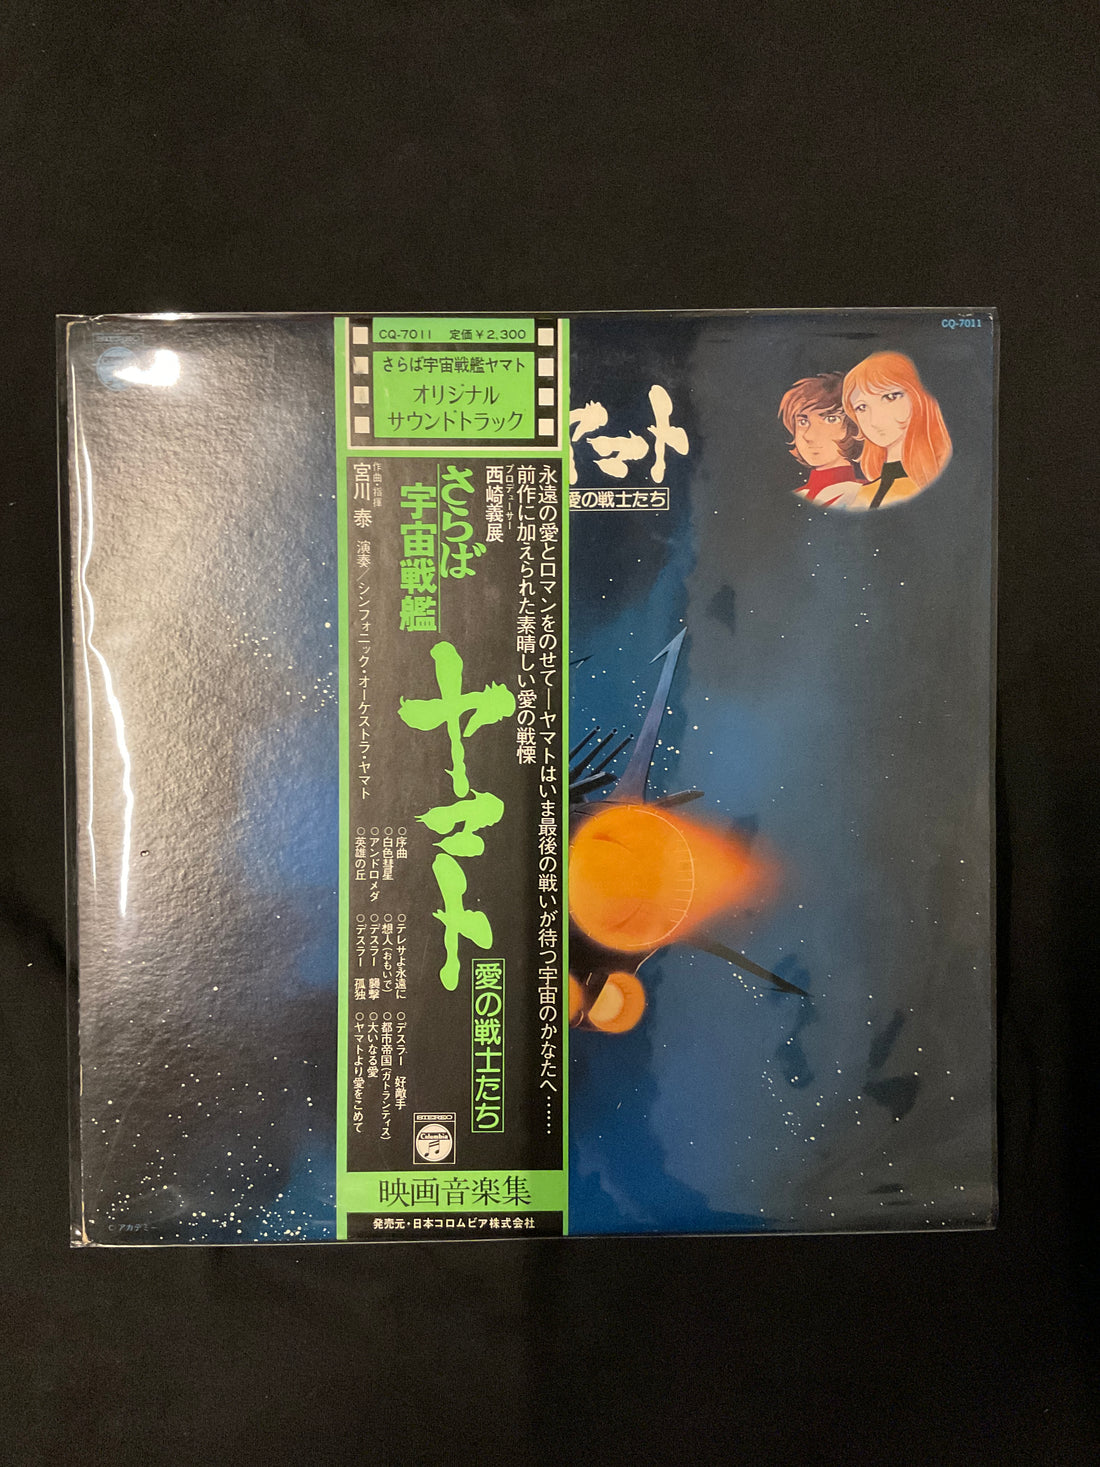 STEREO
CQ-7011
CQ-7011 定価￥2,300
さらば宇宙戦艦ヤマト
オリジナル
サウンドトラック
ヤマト
愛の戦士たち
永遠の愛とロマンをのせて―ヤマトはいま最後の戦いが待つ宇宙のかなたへ……
前作に加えられた素晴しい愛の戦慄
プロデューサー
西崎義展
さらば
宇宙戦艦
ヤマト
愛の戦士たち
作曲・指揮
宮川 泰 演奏／シンフォニック・オーケストラ・ヤマト
○序曲
○白色彗星
○アンドロメダ
○英雄の丘
○テレサよ永遠に
○想人(おもいで)
○デスラー 襲撃
○デスラー 孤独
○デスラー 好敵手
○都市帝国(ガトランティス)
○大いなる愛
○ヤマトより愛をこめて
STEREO
Columbia
映画音楽集
発売元・日本コロムビア株式会社
© アカデミー